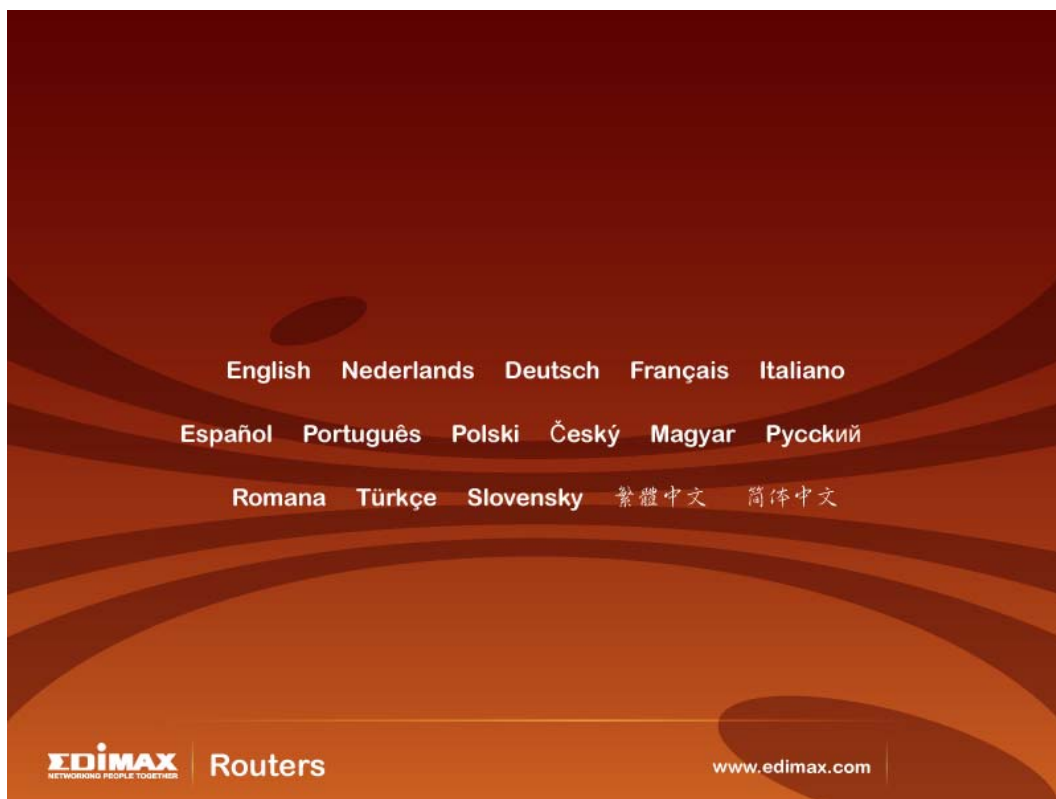 English Nederlands Deutsch Français Italiano
Español Português Polski Český Magyar Русский
Romana Türkçe Slovensky 繁體中文 简体中文
EDIMAX
NETWORKING PEOPLE TOGETHER
Routers
www.edimax.com